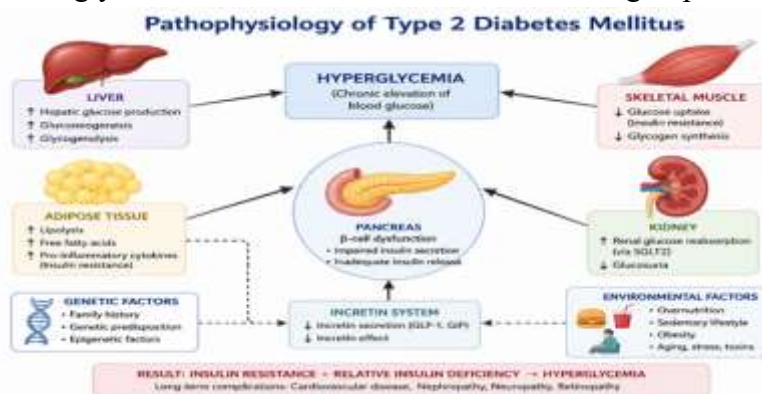 Pathophysiology of Type 2 Diabetes Mellitus
LIVER
↑ Hepatic glucose production
↑ Gluconeogenesis
↑ Glycogenolysis
HYPERGLYCEMIA
(Chronic elevation of
blood glucose)
SKELETAL MUSCLE
↓ Glucose uptake
(Insulin resistance)
↓ Glycogen synthesis
ADIPOSE TISSUE
↑ Lipolysis
↑ Free fatty acids
↑ Pro-inflammatory cytokines
(Insulin resistance)
PANCREAS
β-cell dysfunction
• Impaired insulin secretion
• Inadequate insulin release
KIDNEY
↑ Renal glucose reabsorption
(via SGLT2)
↓ Glucosuria
GENETIC FACTORS
• Family history
• Genetic predisposition
• Epigenetic factors
INCRETIN SYSTEM
↓ Incretin secretion (GLP-1, GIP)
↓ Incretin effect
ENVIRONMENTAL FACTORS
• Overnutrition
• Sedentary lifestyle
• Obesity
• Aging, stress, toxins
RESULT: INSULIN RESISTANCE + RELATIVE INSULIN DEFICIENCY → HYPERGLYCEMIA
Long-term complications: Cardiovascular disease, Nephropathy, Neuropathy, Retinopathy